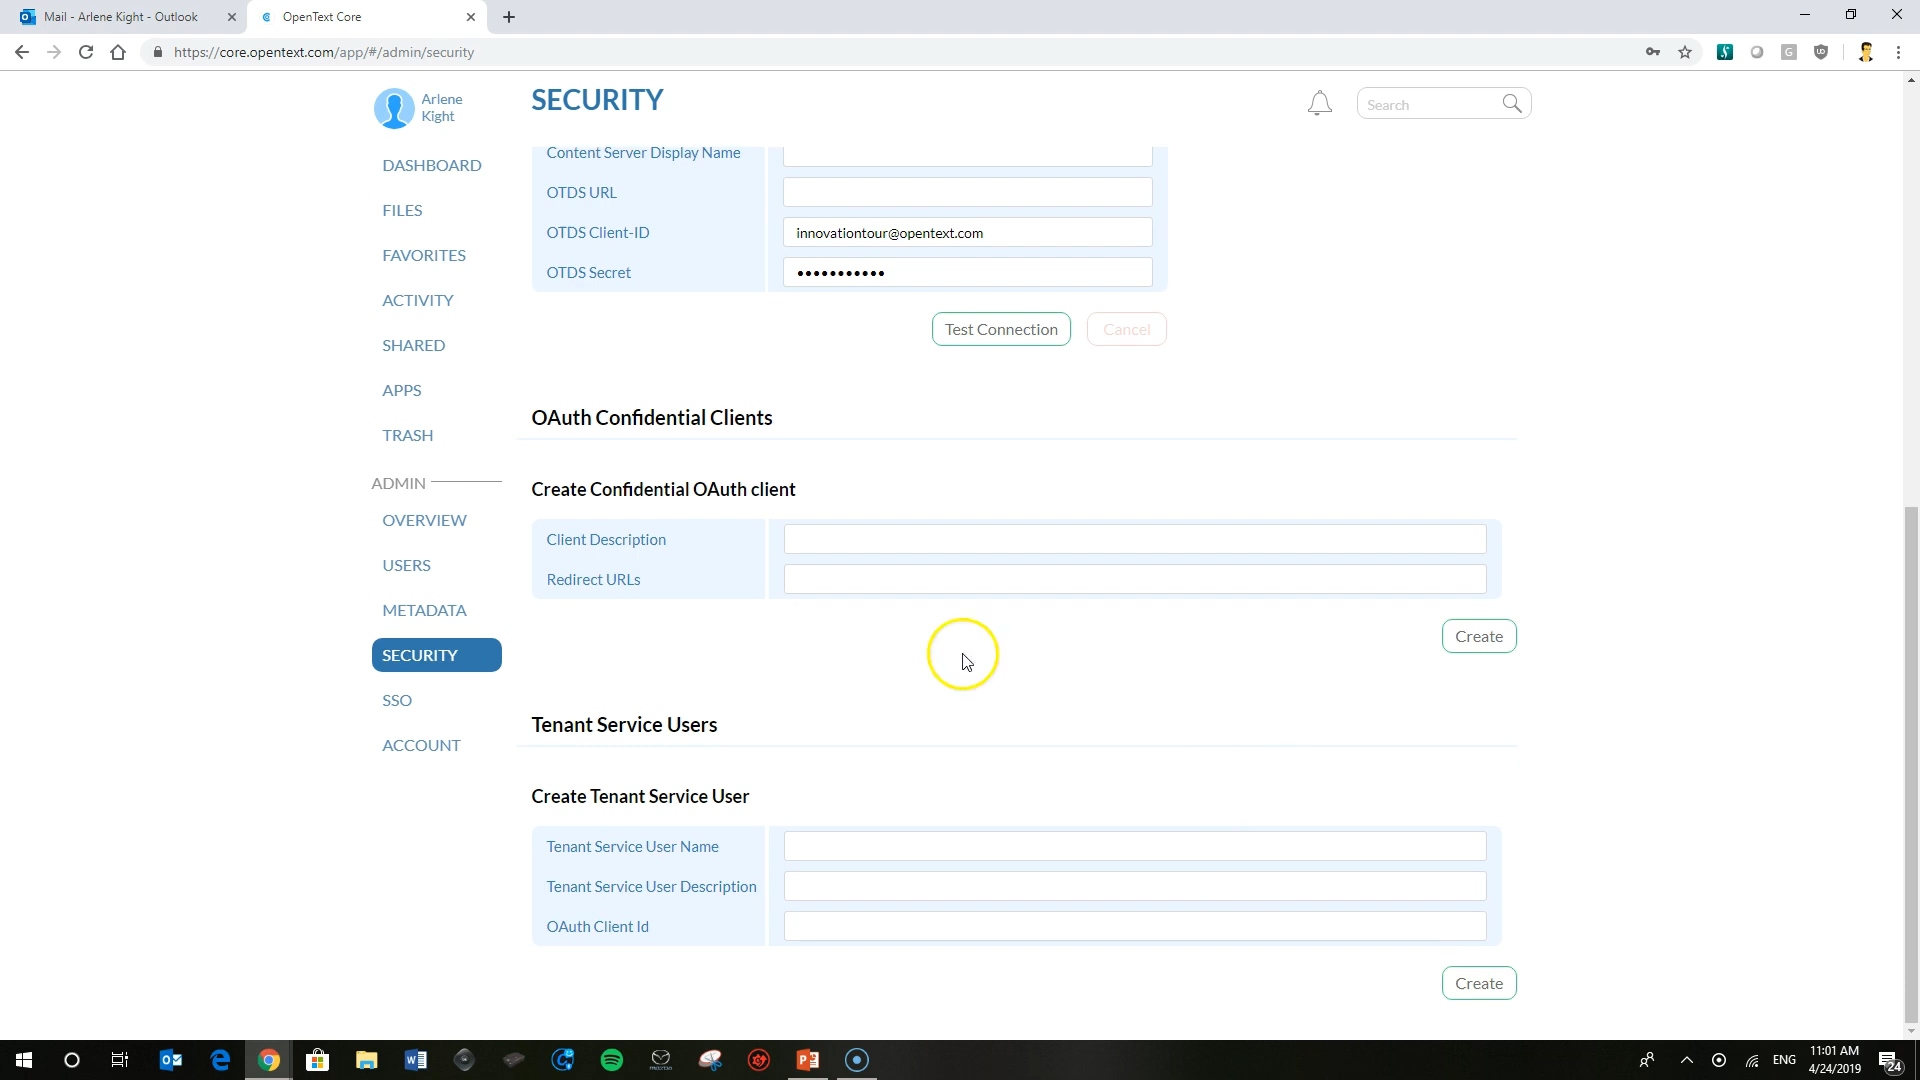 Mail - Arlene Kight - Outlook
OpenText Core
https://core.opentext.com/app/#/admin/security
Arlene
Kight
SECURITY
Search
DASHBOARD
FILES
FAVORITES
ACTIVITY
SHARED
APPS
TRASH
ADMIN
OVERVIEW
USERS
METADATA
SECURITY
SSO
ACCOUNT
Content Server Display Name
OTDS URL
OTDS Client-ID
innovationtour@opentext.com
OTDS Secret
•••••••••••
Test Connection
Cancel
OAuth Confidential Clients
Create Confidential OAuth client
Client Description
Redirect URLs
Create
Tenant Service Users
Create Tenant Service User
Tenant Service User Name
Tenant Service User Description
OAuth Client Id
Create
ENG
11:01 AM
4/24/2019
24